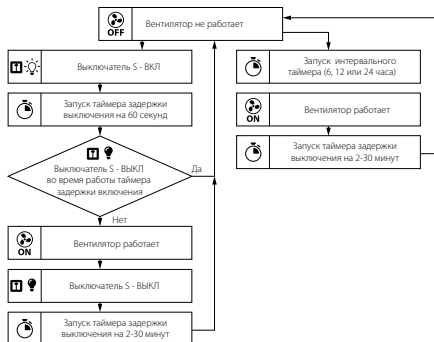 OFF
Вентилятор не работает
Выключатель S - ВКЛ
Запуск таймера задержки
выключения на 60 секунд
Выключатель S - ВЫКЛ
во время работы таймера
задержки включения
Да
Нет
ON
Вентилятор работает
Выключатель S - ВЫКЛ
Запуск таймера задержки
выключения на 2-30 минут
Запуск интервального
таймера (6, 12 или 24 часа)
ON
Вентилятор работает
Запуск таймера задержки
выключения на 2-30 минут